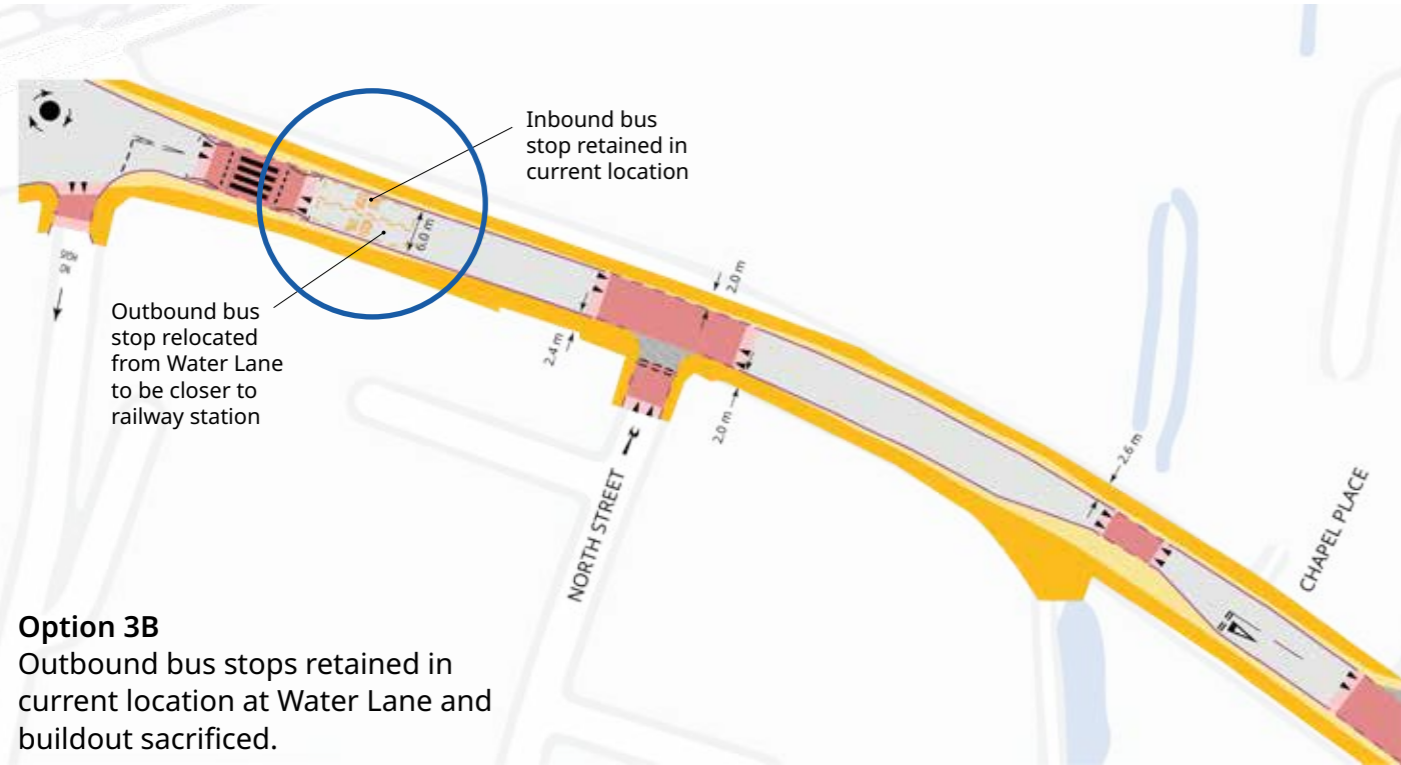 Inbound bus
stop retained in
current location
6.0 m
2.0 m
Outbound bus
stop relocated
from Water Lane
to be closer to
railway station
2.4 m
2.0 m
2.6 m
NORTH STREET
CHAPEL PLACE
Option 3B
Outbound bus stops retained in
current location at Water Lane and
buildout sacrificed.